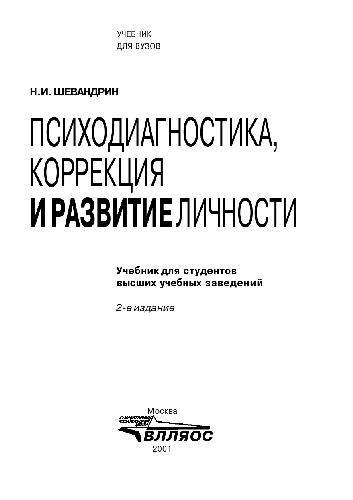 УЧЕБНИК
ДЛЯ ВУЗОВ
Н.И. ШЕВАНДРИН
ПСИХОДИАГНОСТИКА,
КОРРЕКЦИЯ
И РАЗВИТИЕ ЛИЧНОСТИ
Учебник для студентов
высших учебных заведений
2-е издание
Москва
ВЛАДОС
2001